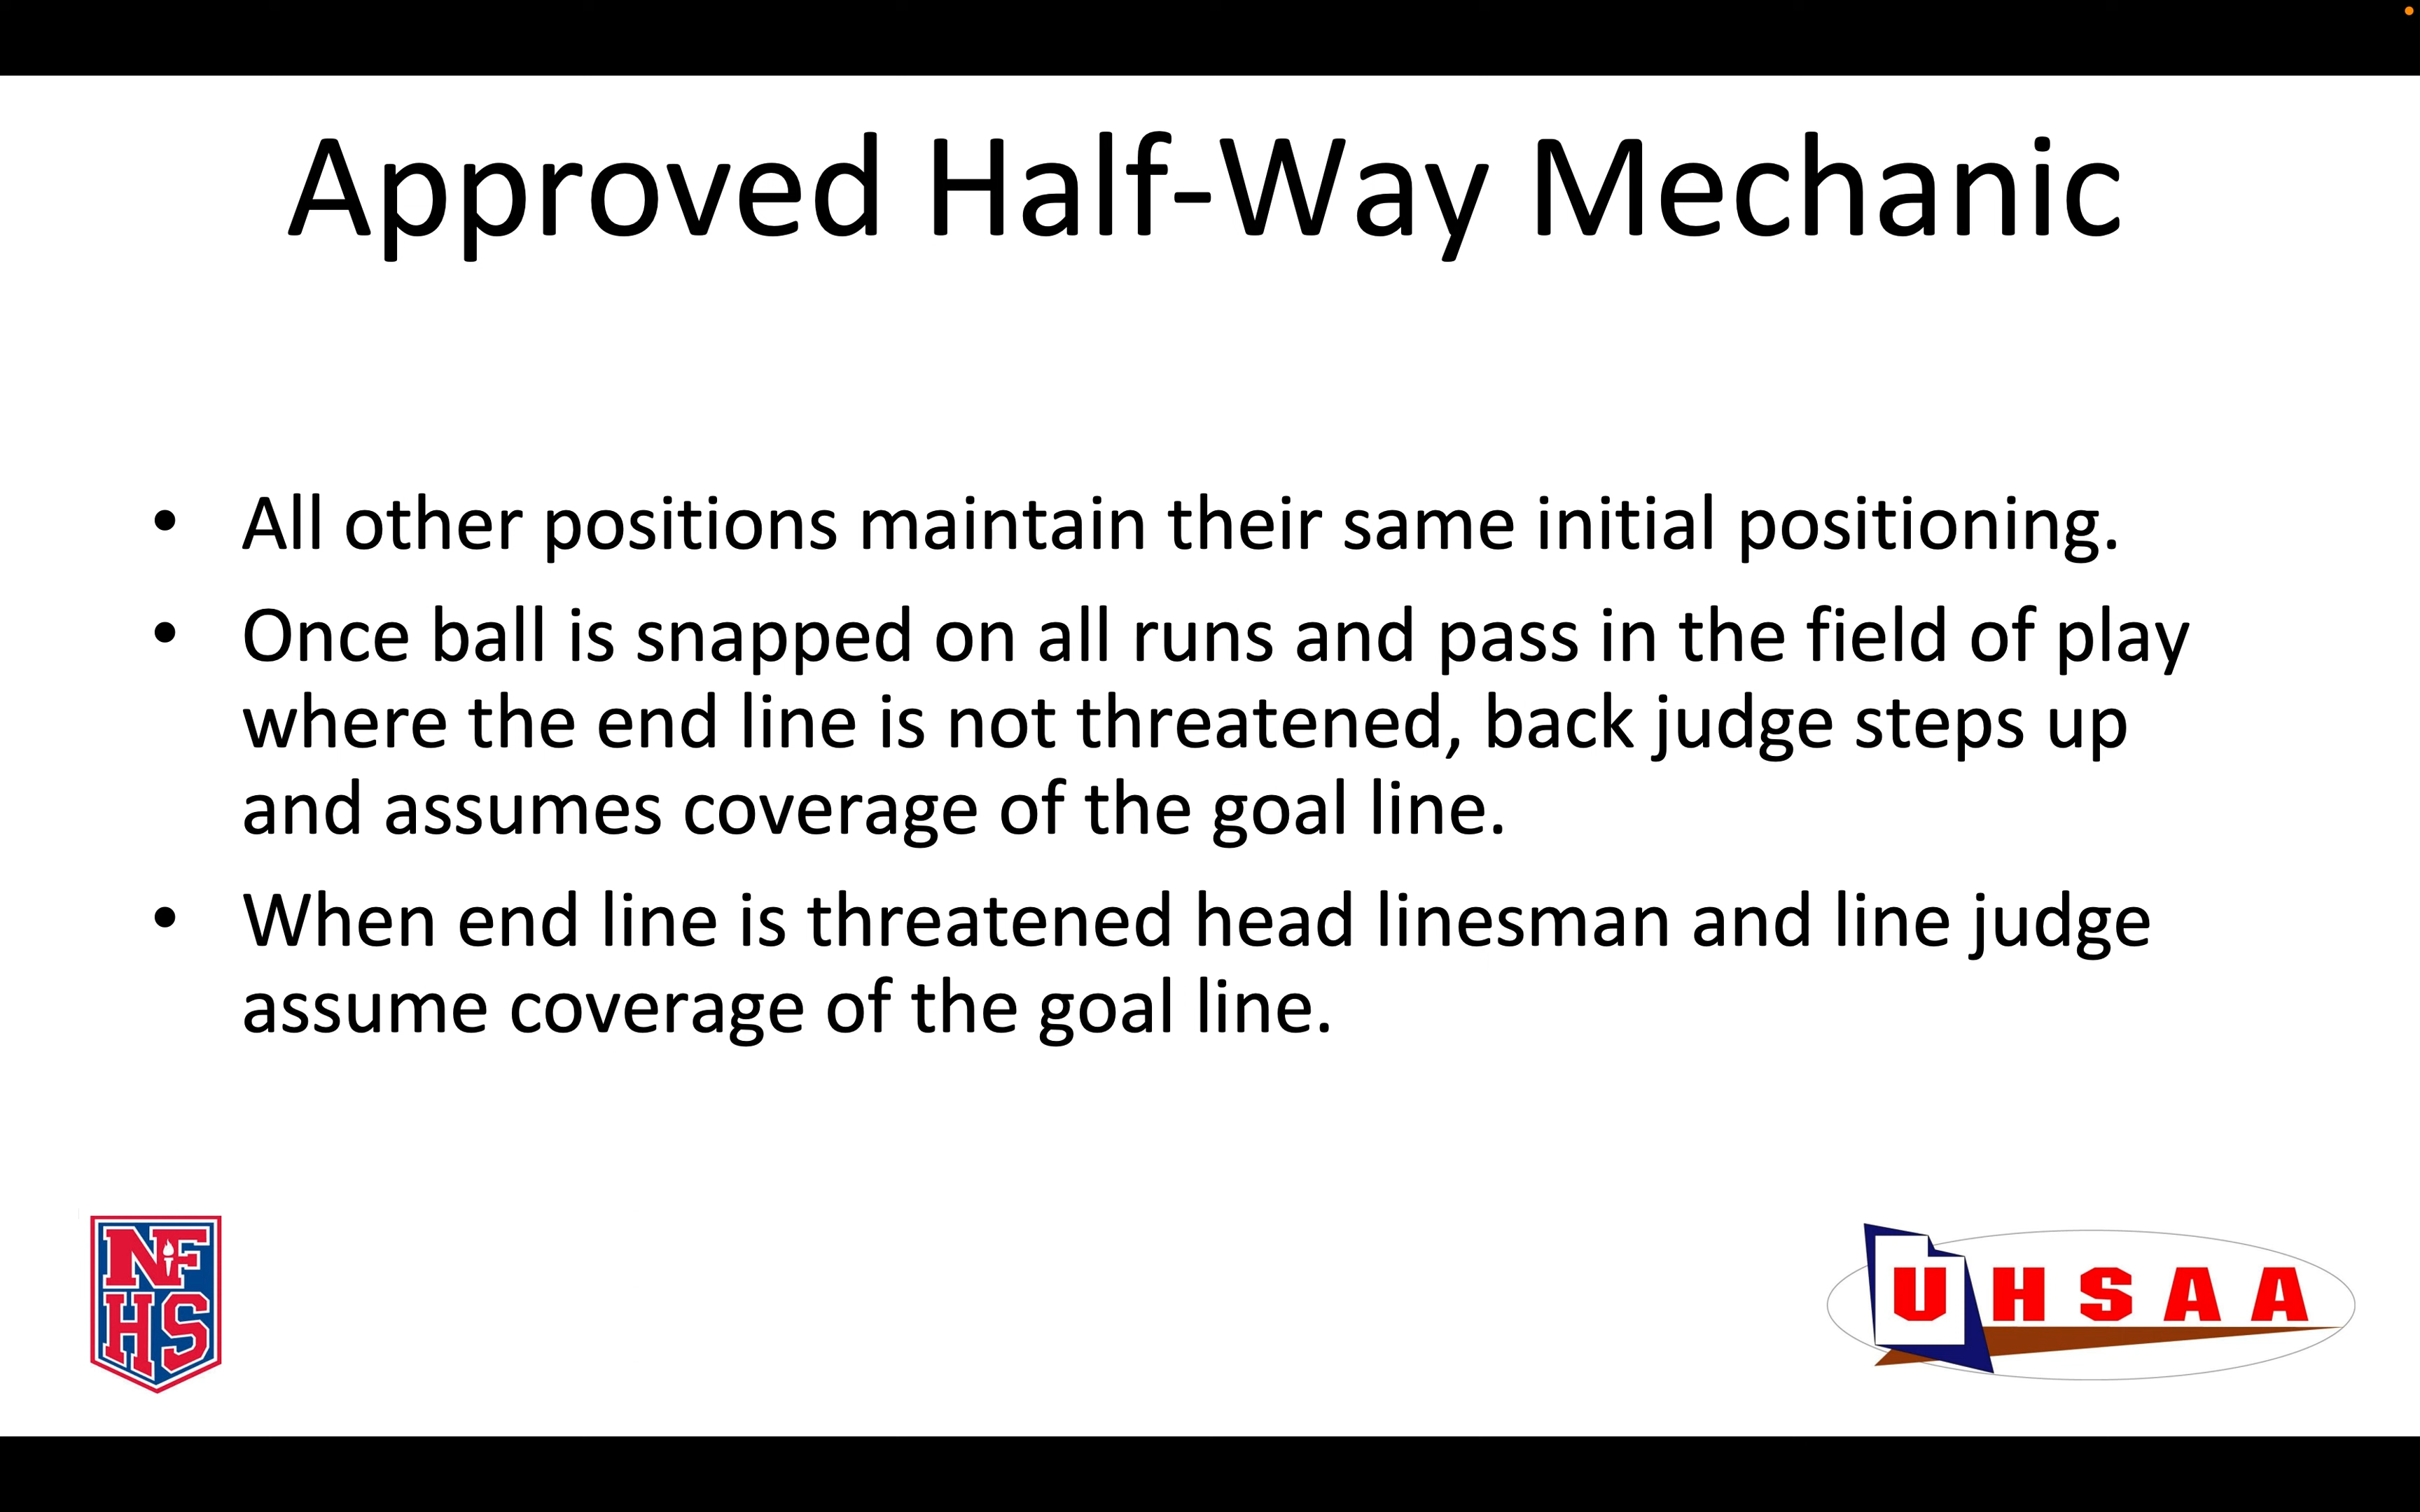 Approved Half-Way Mechanic
• All other positions maintain their same initial positioning.
• Once ball is snapped on all runs and pass in the field of play
where the end line is not threatened, back judge steps up
and assumes coverage of the goal line.
• When end line is threatened head linesman and line judge
assume coverage of the goal line.
NF
HS
UHSAA